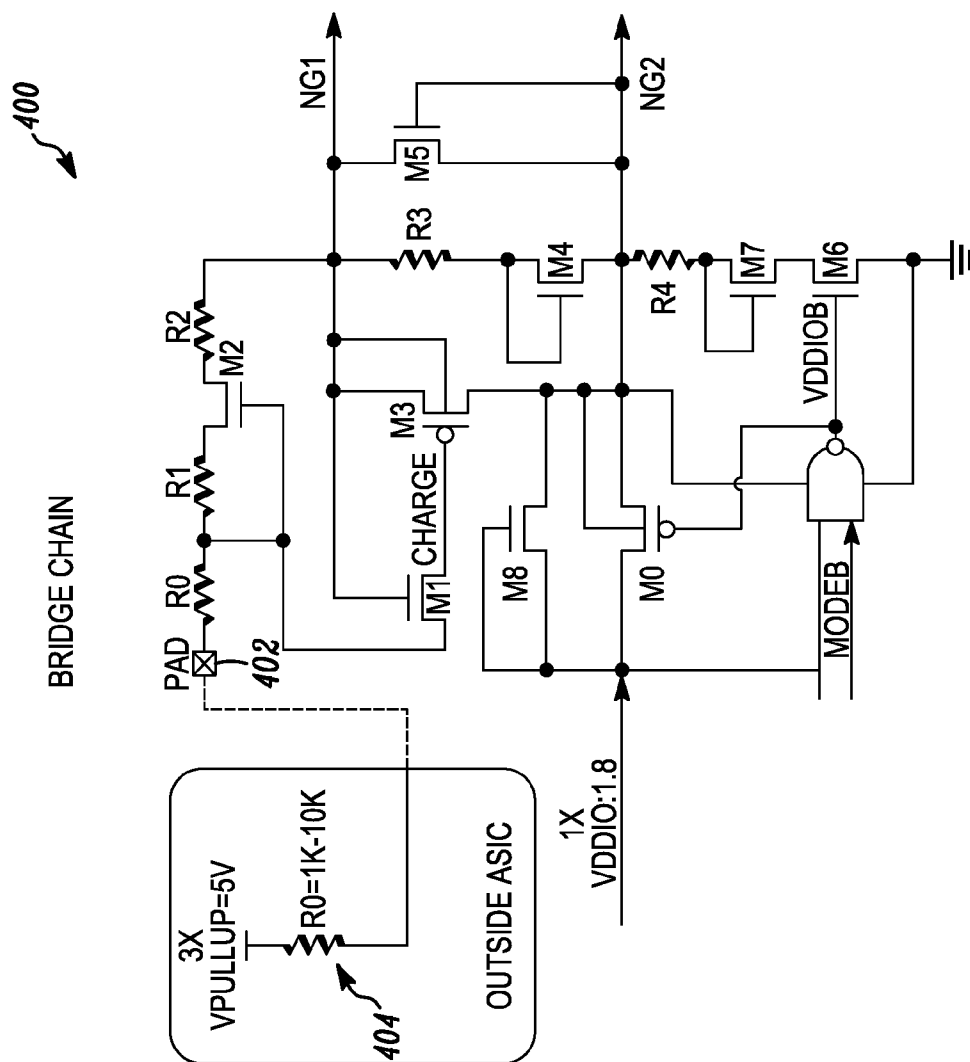 400
BRIDGE CHAIN
3X
VPULLUP=5V
R0=1K-10K
404
OUTSIDE ASIC
PAD
402
R0
R1
M2
R2
NG1
M1
CHARGE
M3
R3
M4
M5
NG2
1X
VDDIO:1.8
M8
M0
R4
M7
M6
VDDIOB
MODEB